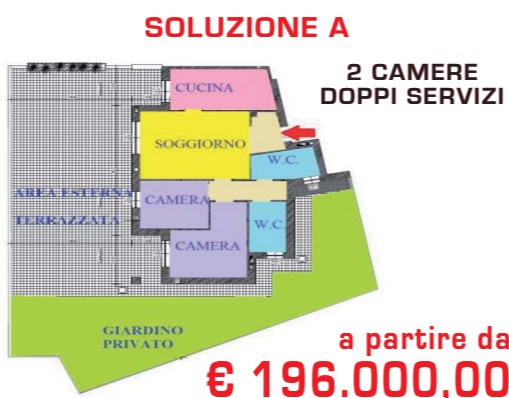 SOLUZIONE A
2 CAMERE
DOPPI SERVIZI
CUCINA
SOGGIORNO
W.C.
AREA ESTERNA
TERRAZZATA
CAMERA
W.C.
CAMERA
GIARDINO
PRIVATO
a partire da
€ 196.000,00